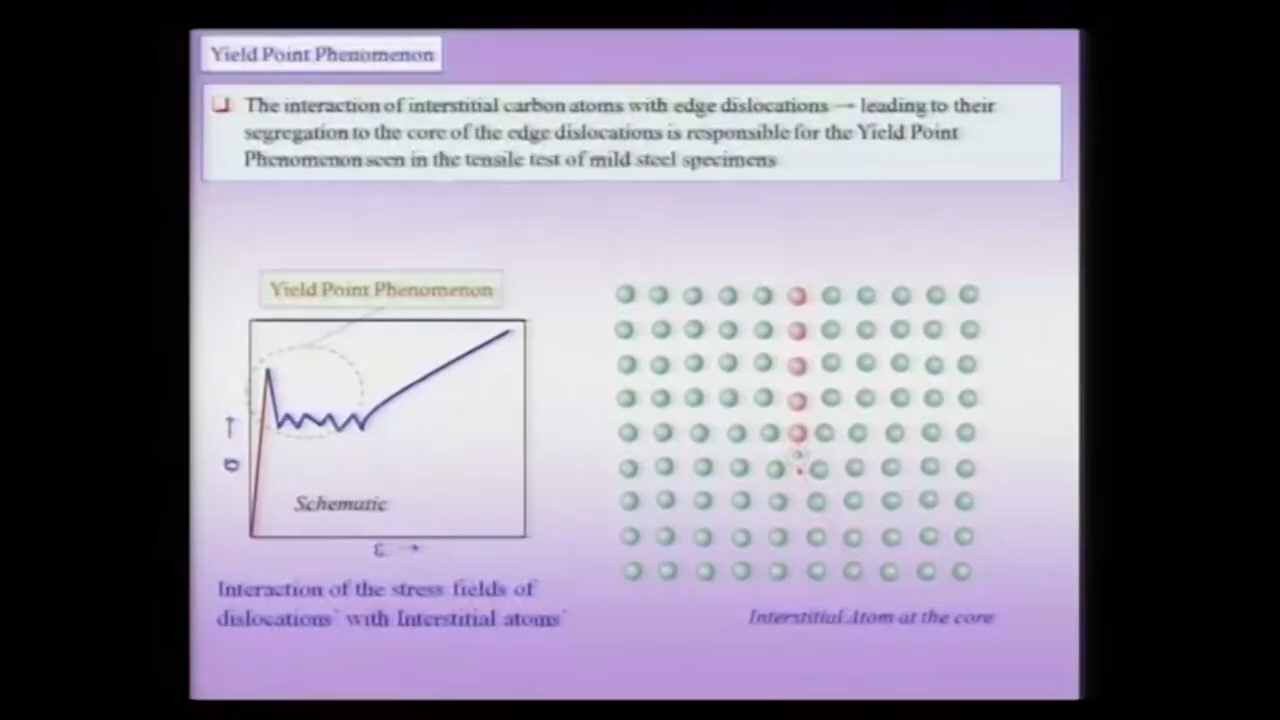 Yield Point Phenomenon
The interaction of interstitial carbon atoms with edge dislocations → leading to their
segregation to the core of the edge dislocations is responsible for the Yield Point
Phenomenon seen in the tensile test of mild steel specimens
Yield Point Phenomenon
σ →
Schematic
ε →
Interaction of the stress fields of
dislocations with Interstitial atoms
Interstitial Atom at the core